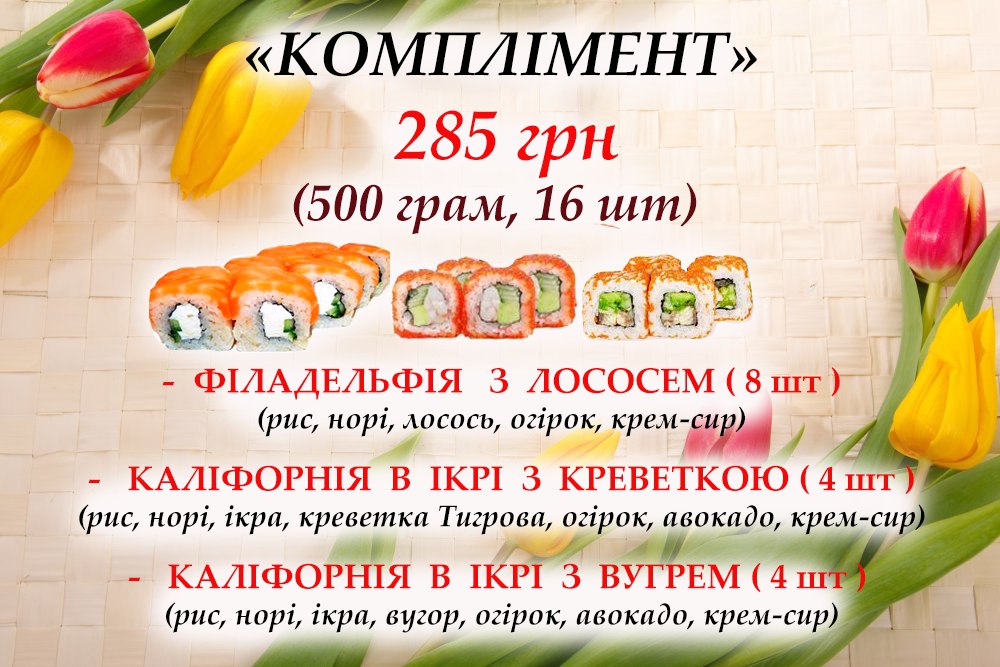 «КОМПЛІМЕНТ»
285 грн
(500 грам, 16 шт)
- ФІЛАДЕЛЬФІЯ З ЛОСОСЕМ ( 8 шт )
(рис, норі, лосось, огірок, крем-сир)
- КАЛІФОРНІЯ В ІКРІ З КРЕВЕТКОЮ ( 4 шт )
(рис, норі, ікра, креветка Тигрова, огірок, авокадо, крем-сир)
- КАЛІФОРНІЯ В ІКРІ З ВУГРЕМ ( 4 шт )
(рис, норі, ікра, вугор, огірок, авокадо, крем-сир)